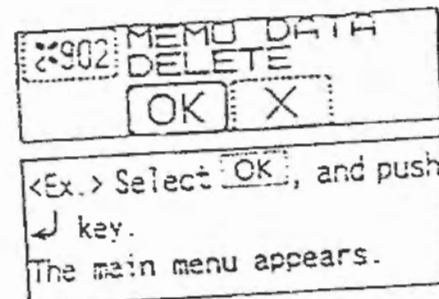 902 MEMO DATA
DELETE
OK X
<Ex.> Select OK, and push
↵ key.
The main menu appears.